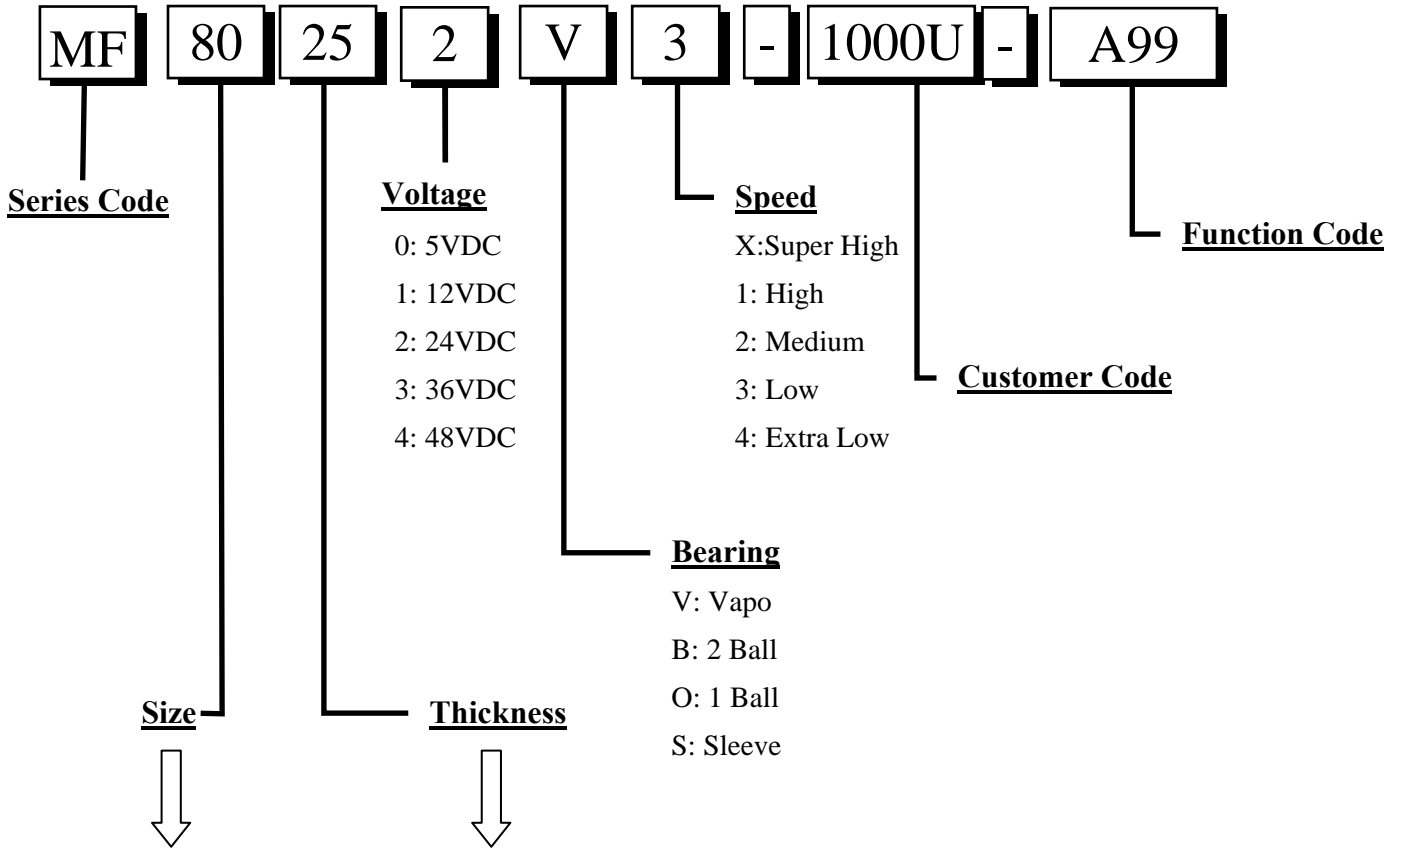 MF 80 25 2 V 3 - 1000U - A99
Series Code
Voltage
0: 5VDC
1: 12VDC
2: 24VDC
3: 36VDC
4: 48VDC
Speed
X:Super High
1: High
2: Medium
3: Low
4: Extra Low
Function Code
Customer Code
Bearing
V: Vapo
B: 2 Ball
O: 1 Ball
S: Sleeve
Size
Thickness